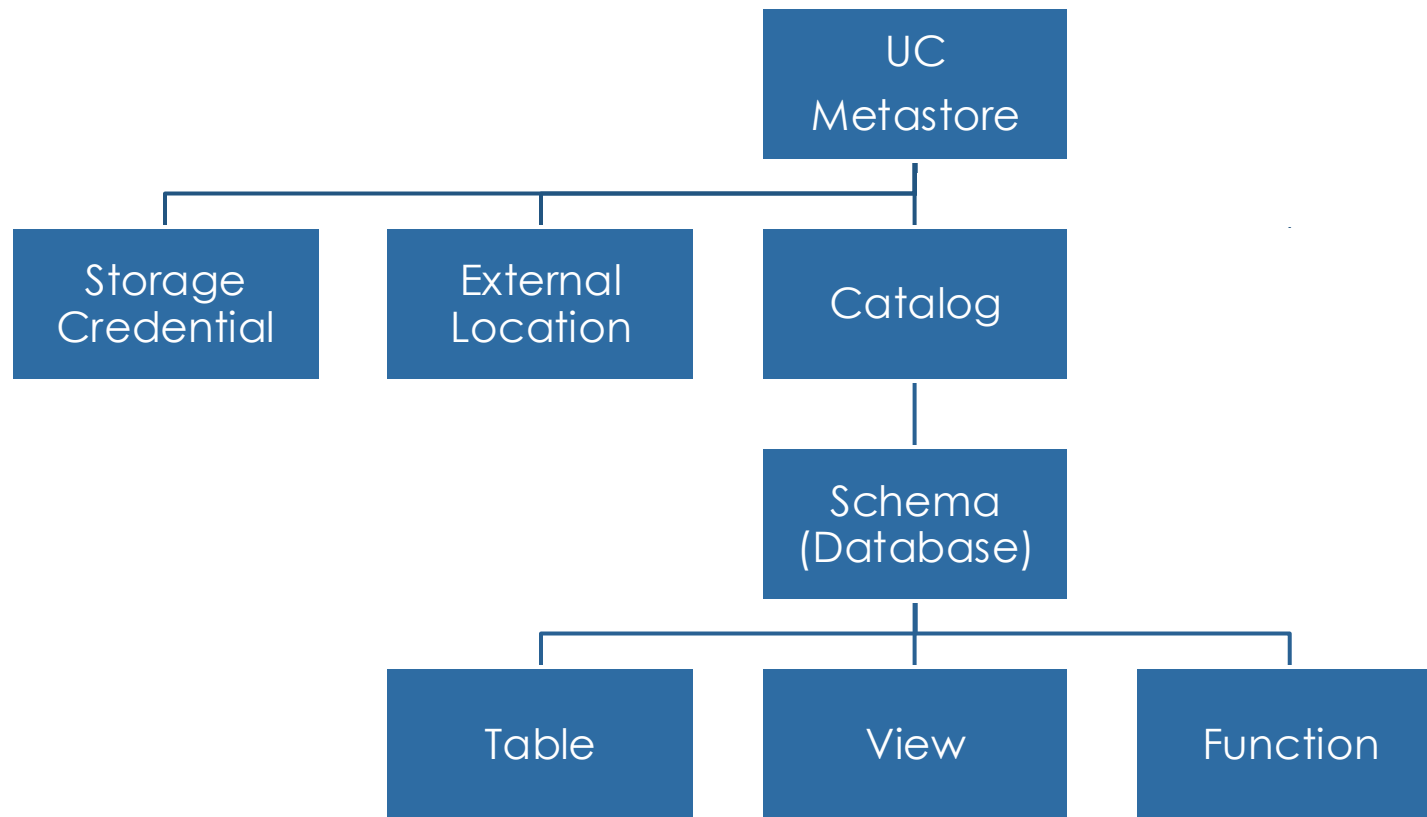 UC
Metastore
Storage
Credential
External
Location
Catalog
Schema
(Database)
Table
View
Function